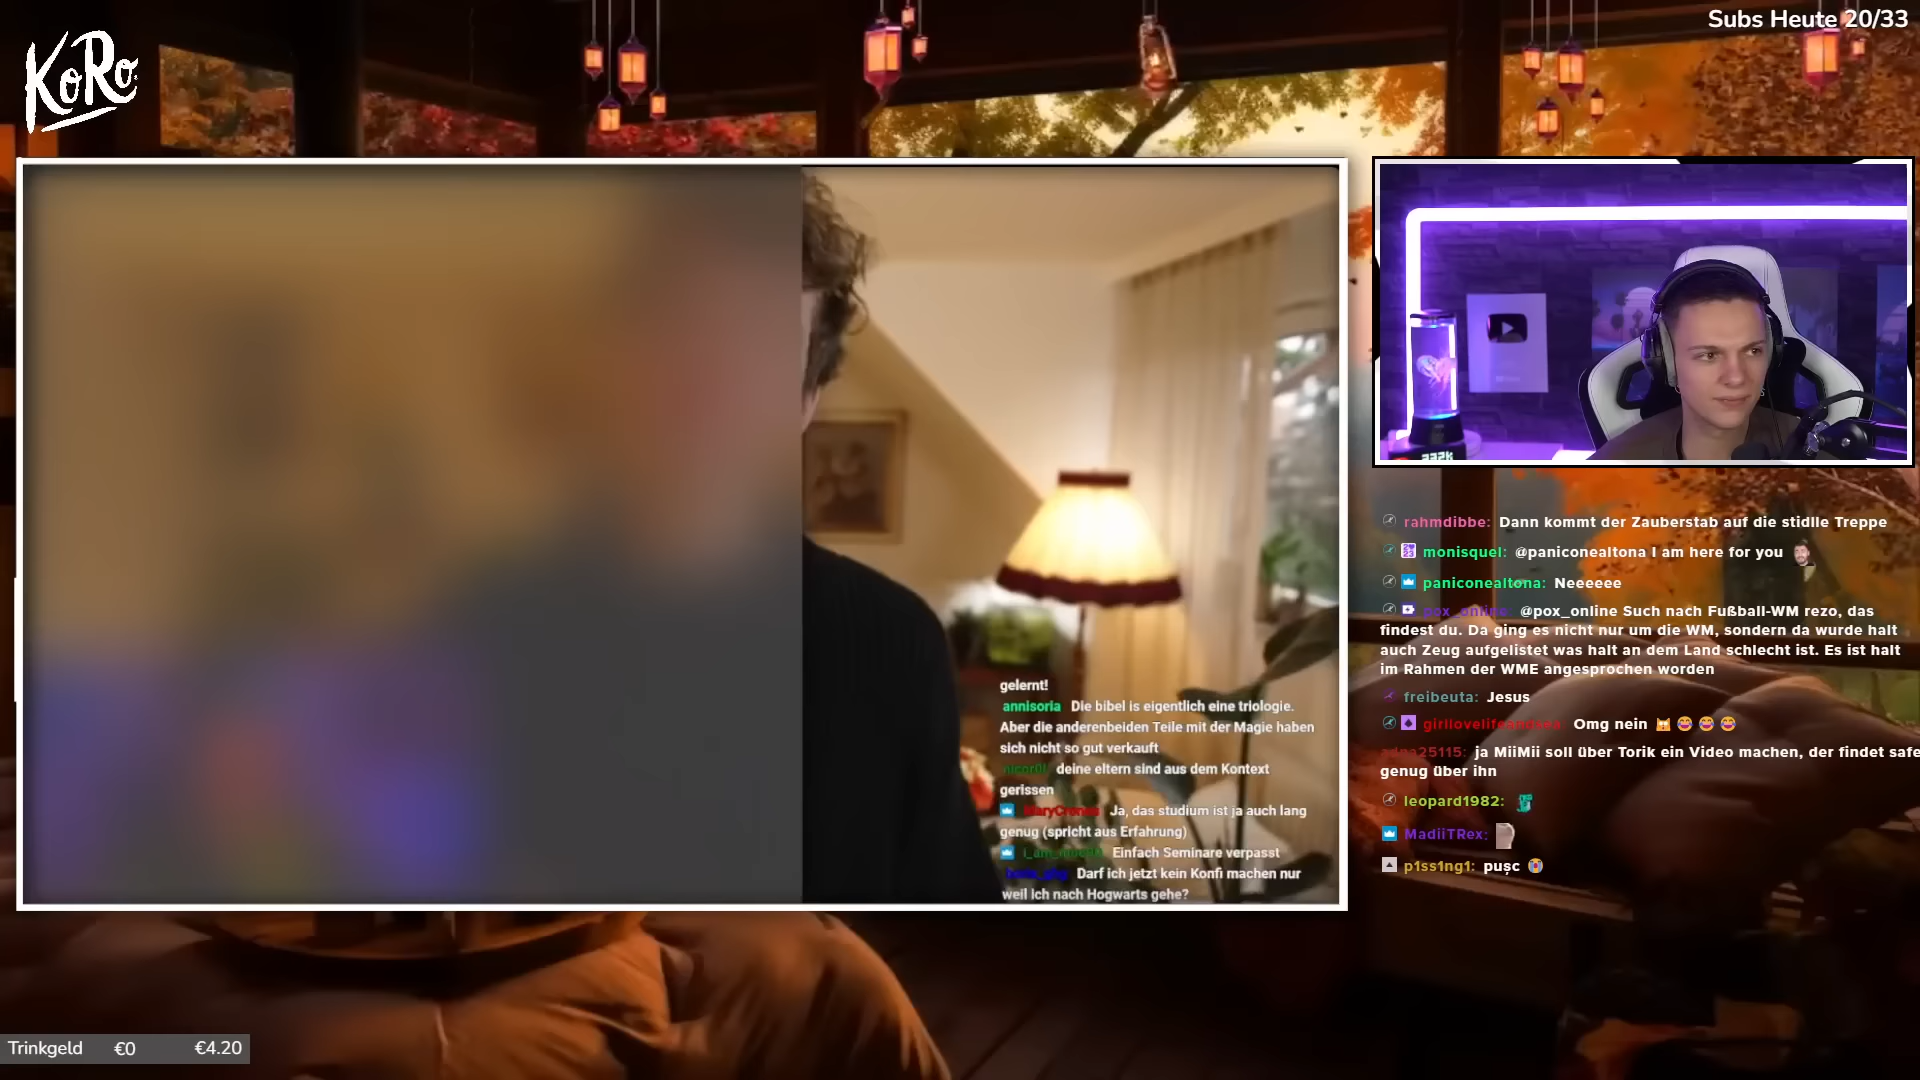 Subs Heute 20/33
KoRo
gelernt!
annisoria Die bibel is eigentlich eine triologie.
Aber die anderenbeiden Teile mit der Magie haben
sich nicht so gut verkauft
deine eltern sind aus dem Kontext
gerissen
Ja, das studium ist ja auch lang
genug (spricht aus Erfahrung)
Einfach Seminare verpasst
Darf ich jetzt kein Konfi machen nur
weil ich nach Hogwarts gehe?
332K
rahmdibbe: Dann kommt der Zauberstab auf die stidlle Treppe
monisquel: @paniconealtona I am here for you
paniconealtona: Neeeeee
pox_online: @pox_online Such nach Fußball-WM rezo, das
findest du. Da ging es nicht nur um die WM, sondern da wurde halt
auch Zeug aufgelistet was halt an dem Land schlecht ist. Es ist halt
im Rahmen der WME angesprochen worden
freibeuta: Jesus
Omg nein 😹 😂 😂 😂
ja MiiMii soll über Torik ein Video machen, der findet safe
genug über ihn
leopard1982:
MadiiTRex:
p1ss1ng1: pușc 😭
Trinkgeld €0 €4.20